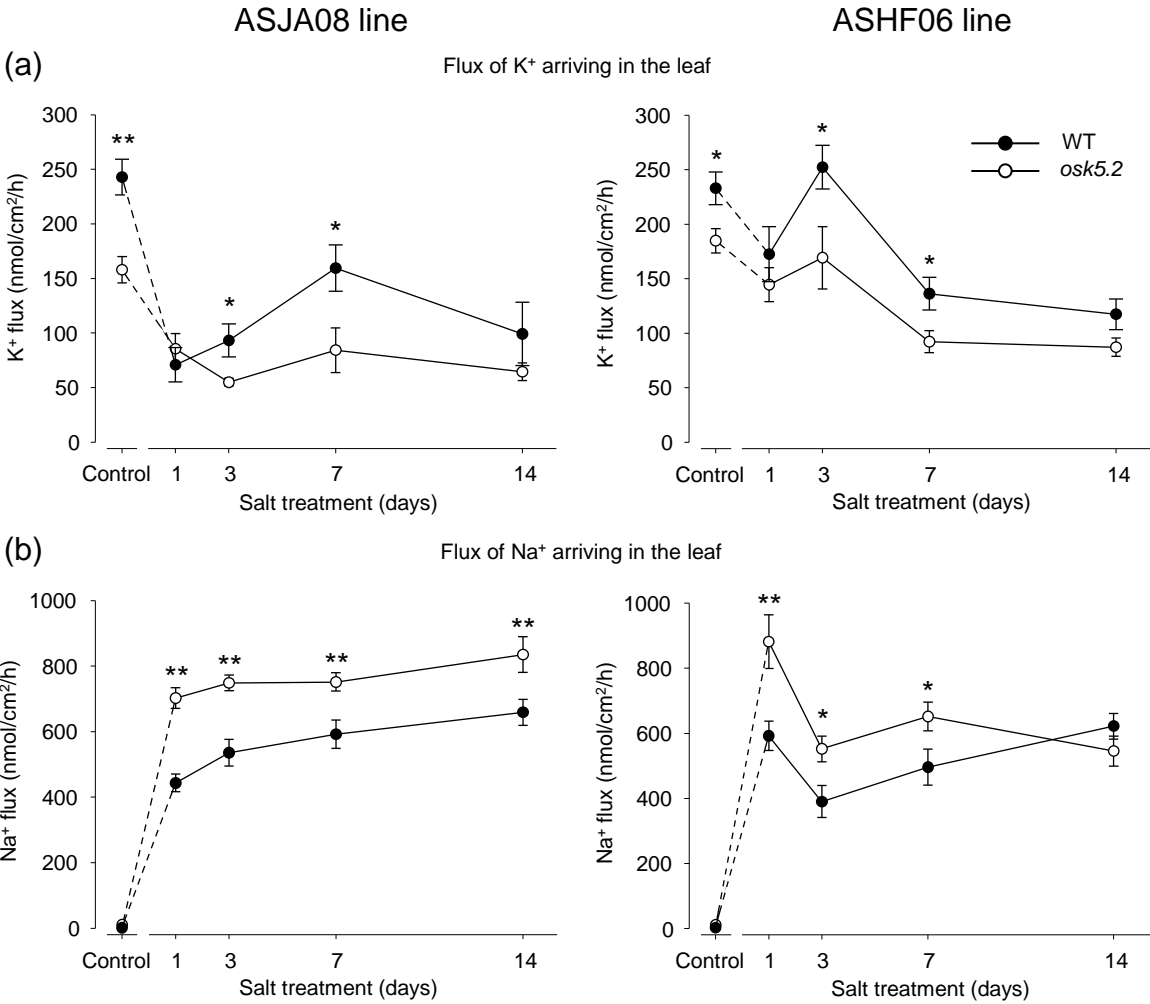 ASJA08 line
ASHF06 line
(a)
Flux of K⁺ arriving in the leaf
K⁺ flux (nmol/cm²/h)
300
250
200
150
100
50
0
**
*
*
Control 1 3 7 14
Salt treatment (days)
K⁺ flux (nmol/cm²/h)
300
250
200
150
100
50
0
*
*
*
WT
osk5.2
Control 1 3 7 14
Salt treatment (days)
(b)
Flux of Na⁺ arriving in the leaf
Na⁺ flux (nmol/cm²/h)
1000
800
600
400
200
0
**
**
**
**
Control 1 3 7 14
Salt treatment (days)
Na⁺ flux (nmol/cm²/h)
1000
800
600
400
200
0
**
*
*
Control 1 3 7 14
Salt treatment (days)